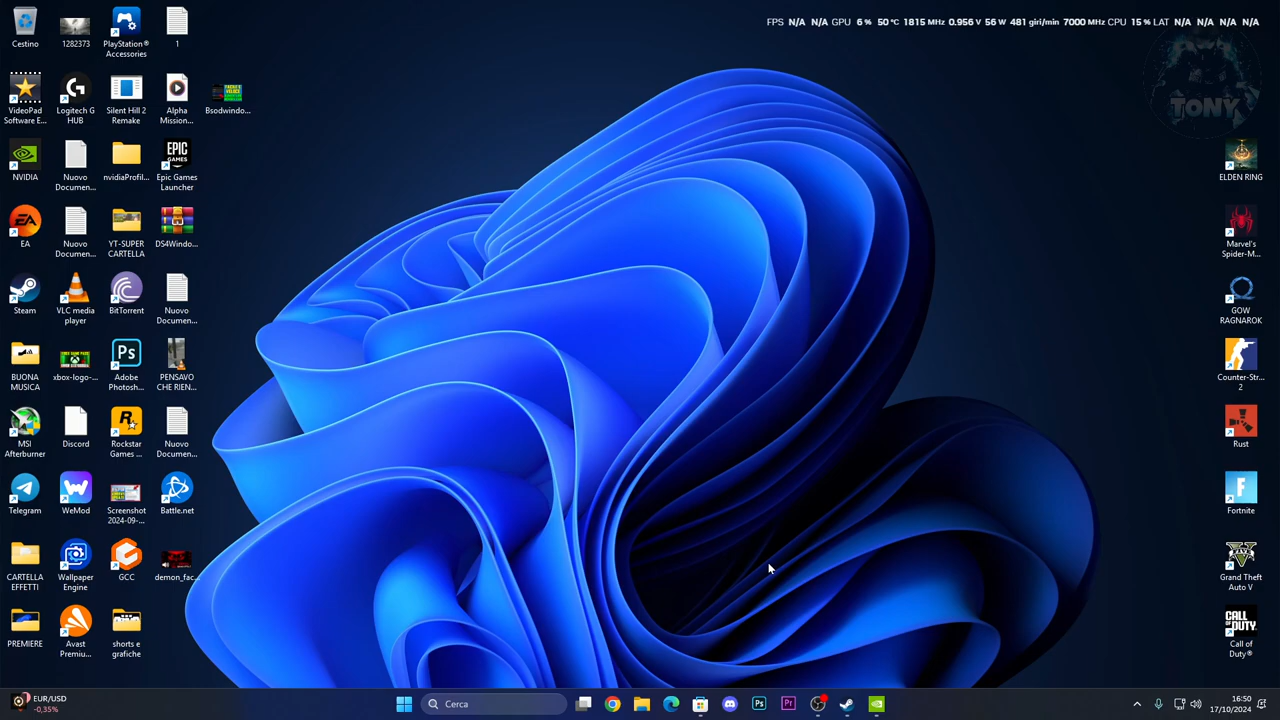 FPS N/A N/A GPU 6 % 50 °C 1815 MHz 0.956 V 56 W 481 giri/min 7000 MHz CPU 15 % LAT N/A N/A N/A N/A
TONY
Cestino
1282373
PlayStation®
Accessories
1
VideoPad
Software E...
Logitech G
HUB
Silent Hill 2
Remake
Alpha
Mission...
Bsodwindo...
NVIDIA
Nuovo
Documen...
nvidiaProfil...
EPIC
GAMES
Epic Games
Launcher
ELDEN RING
EA
Nuovo
Documen...
YT-SUPER
CARTELLA
DS4Windo...
Marvel's
Spider-M...
Steam
VLC media
player
BitTorrent
Nuovo
Documen...
GOW
RAGNAROK
BUONA
MUSICA
xbox-logo-...
Ps
Adobe
Photosh...
PENSAVO
CHE RIEN...
Counter-Str...
2
MSI
Afterburner
Discord
Rockstar
Games ...
Nuovo
Documen...
Rust
Telegram
WeMod
Screenshot
2024-09-...
Battle.net
Fortnite
CARTELLA
EFFETTI
Wallpaper
Engine
GCC
demon_fac...
Grand Theft
Auto V
PREMIERE
Avast
Premiu...
shorts e
grafiche
CALL OF
DUTY
Call of
Duty®
EUR/USD
-0,35%
Cerca
Ps
Pr
16:50
17/10/2024